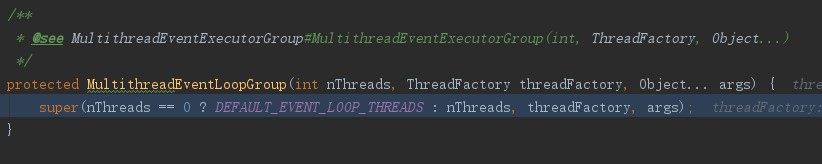 /**
* @see MultithreadEventExecutorGroup#MultithreadEventExecutorGroup(int, ThreadFactory, Object...)
*/
protected MultithreadEventLoopGroup(int nThreads, ThreadFactory threadFactory, Object... args) { thre
super(nThreads == 0 ? DEFAULT_EVENT_LOOP_THREADS : nThreads, threadFactory, args); threadFactory:
}